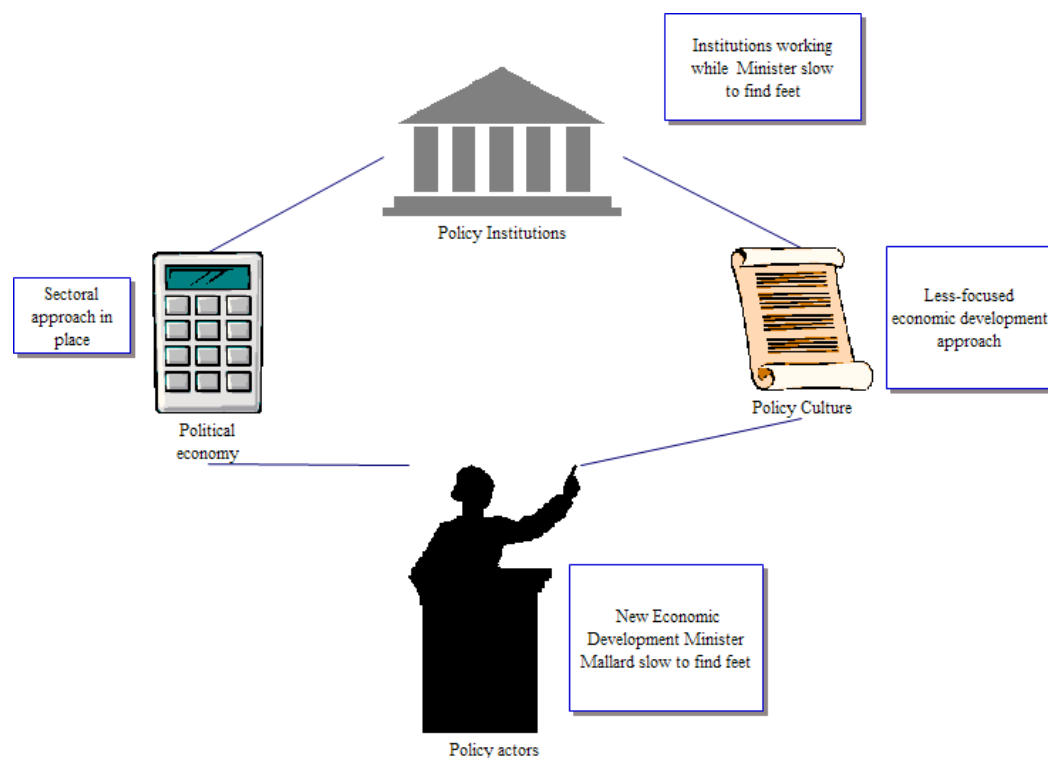 Institutions working
while Minister slow
to find feet
Policy Institutions
Sectoral
approach in
place
Less-focused
economic development
approach
Policy Culture
Political
economy
New Economic
Development Minister
Mallard slow to find feet
Policy actors